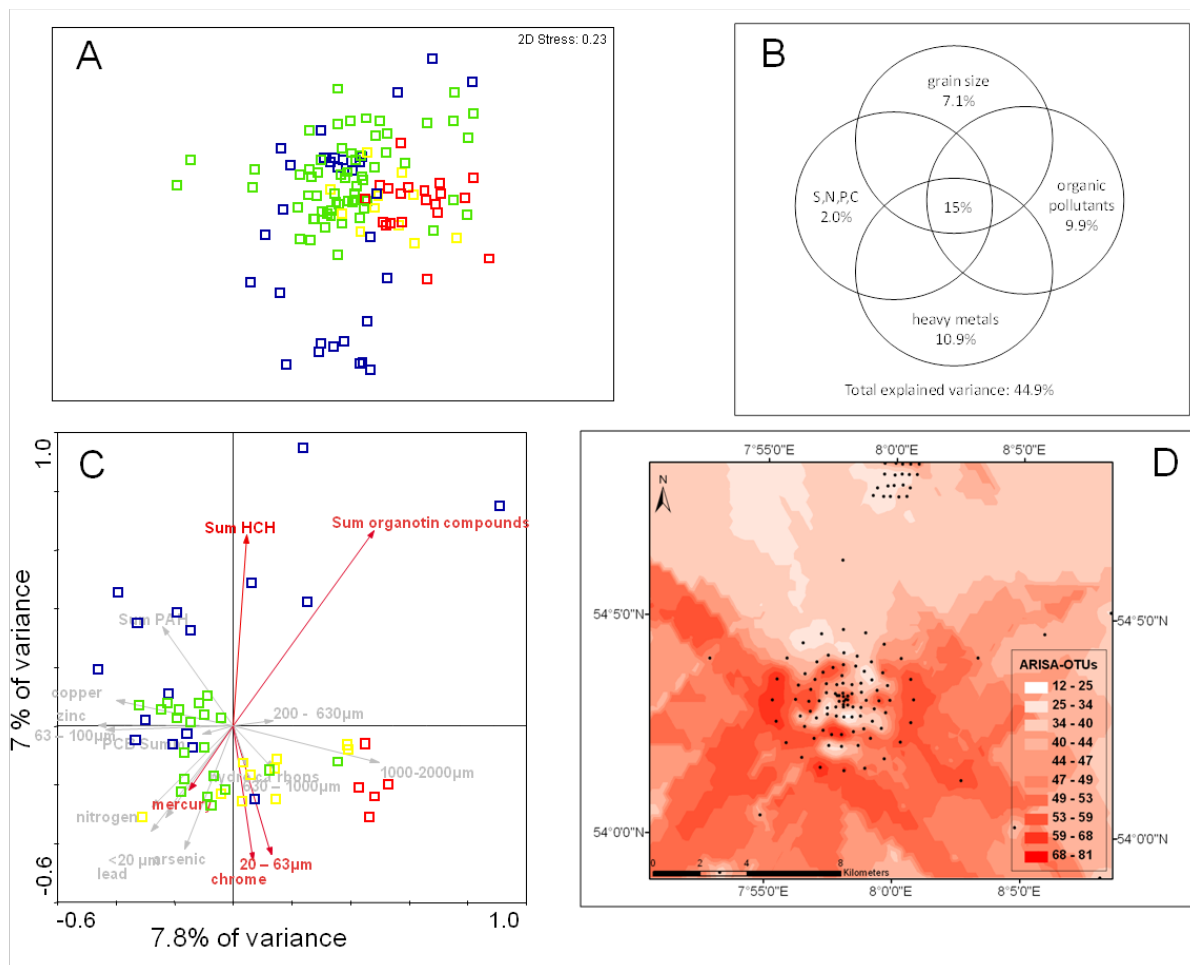 A
2D Stress: 0.23
B
grain size
7.1%
S,N,P,C
2.0%
15%
organic
pollutants
9.9%
heavy metals
10.9%
Total explained variance: 44.9%
C
1.0
7 % of variance
-0.6
Sum HCH
Sum organotin compounds
Sum PAH
copper
zinc
63 – 100µm
PCB Summ
200 - 630µm
1000-2000µm
630 – 1000µm
mercury
nitrogen
<20 µm
arsenic
lead
20 – 63µm
chrome
-0.6
1.0
7.8% of variance
D
7°55'0"E
8°0'0"E
8°5'0"E
N
54°5'0"N
54°5'0"N
54°0'0"N
54°0'0"N
ARISA-OTUs
12 - 25
25 - 34
34 - 40
40 - 44
44 - 47
47 - 49
49 - 53
53 - 59
59 - 68
68 - 81
0 2 4 8
Kilometers
7°55'0"E
8°0'0"E
8°5'0"E